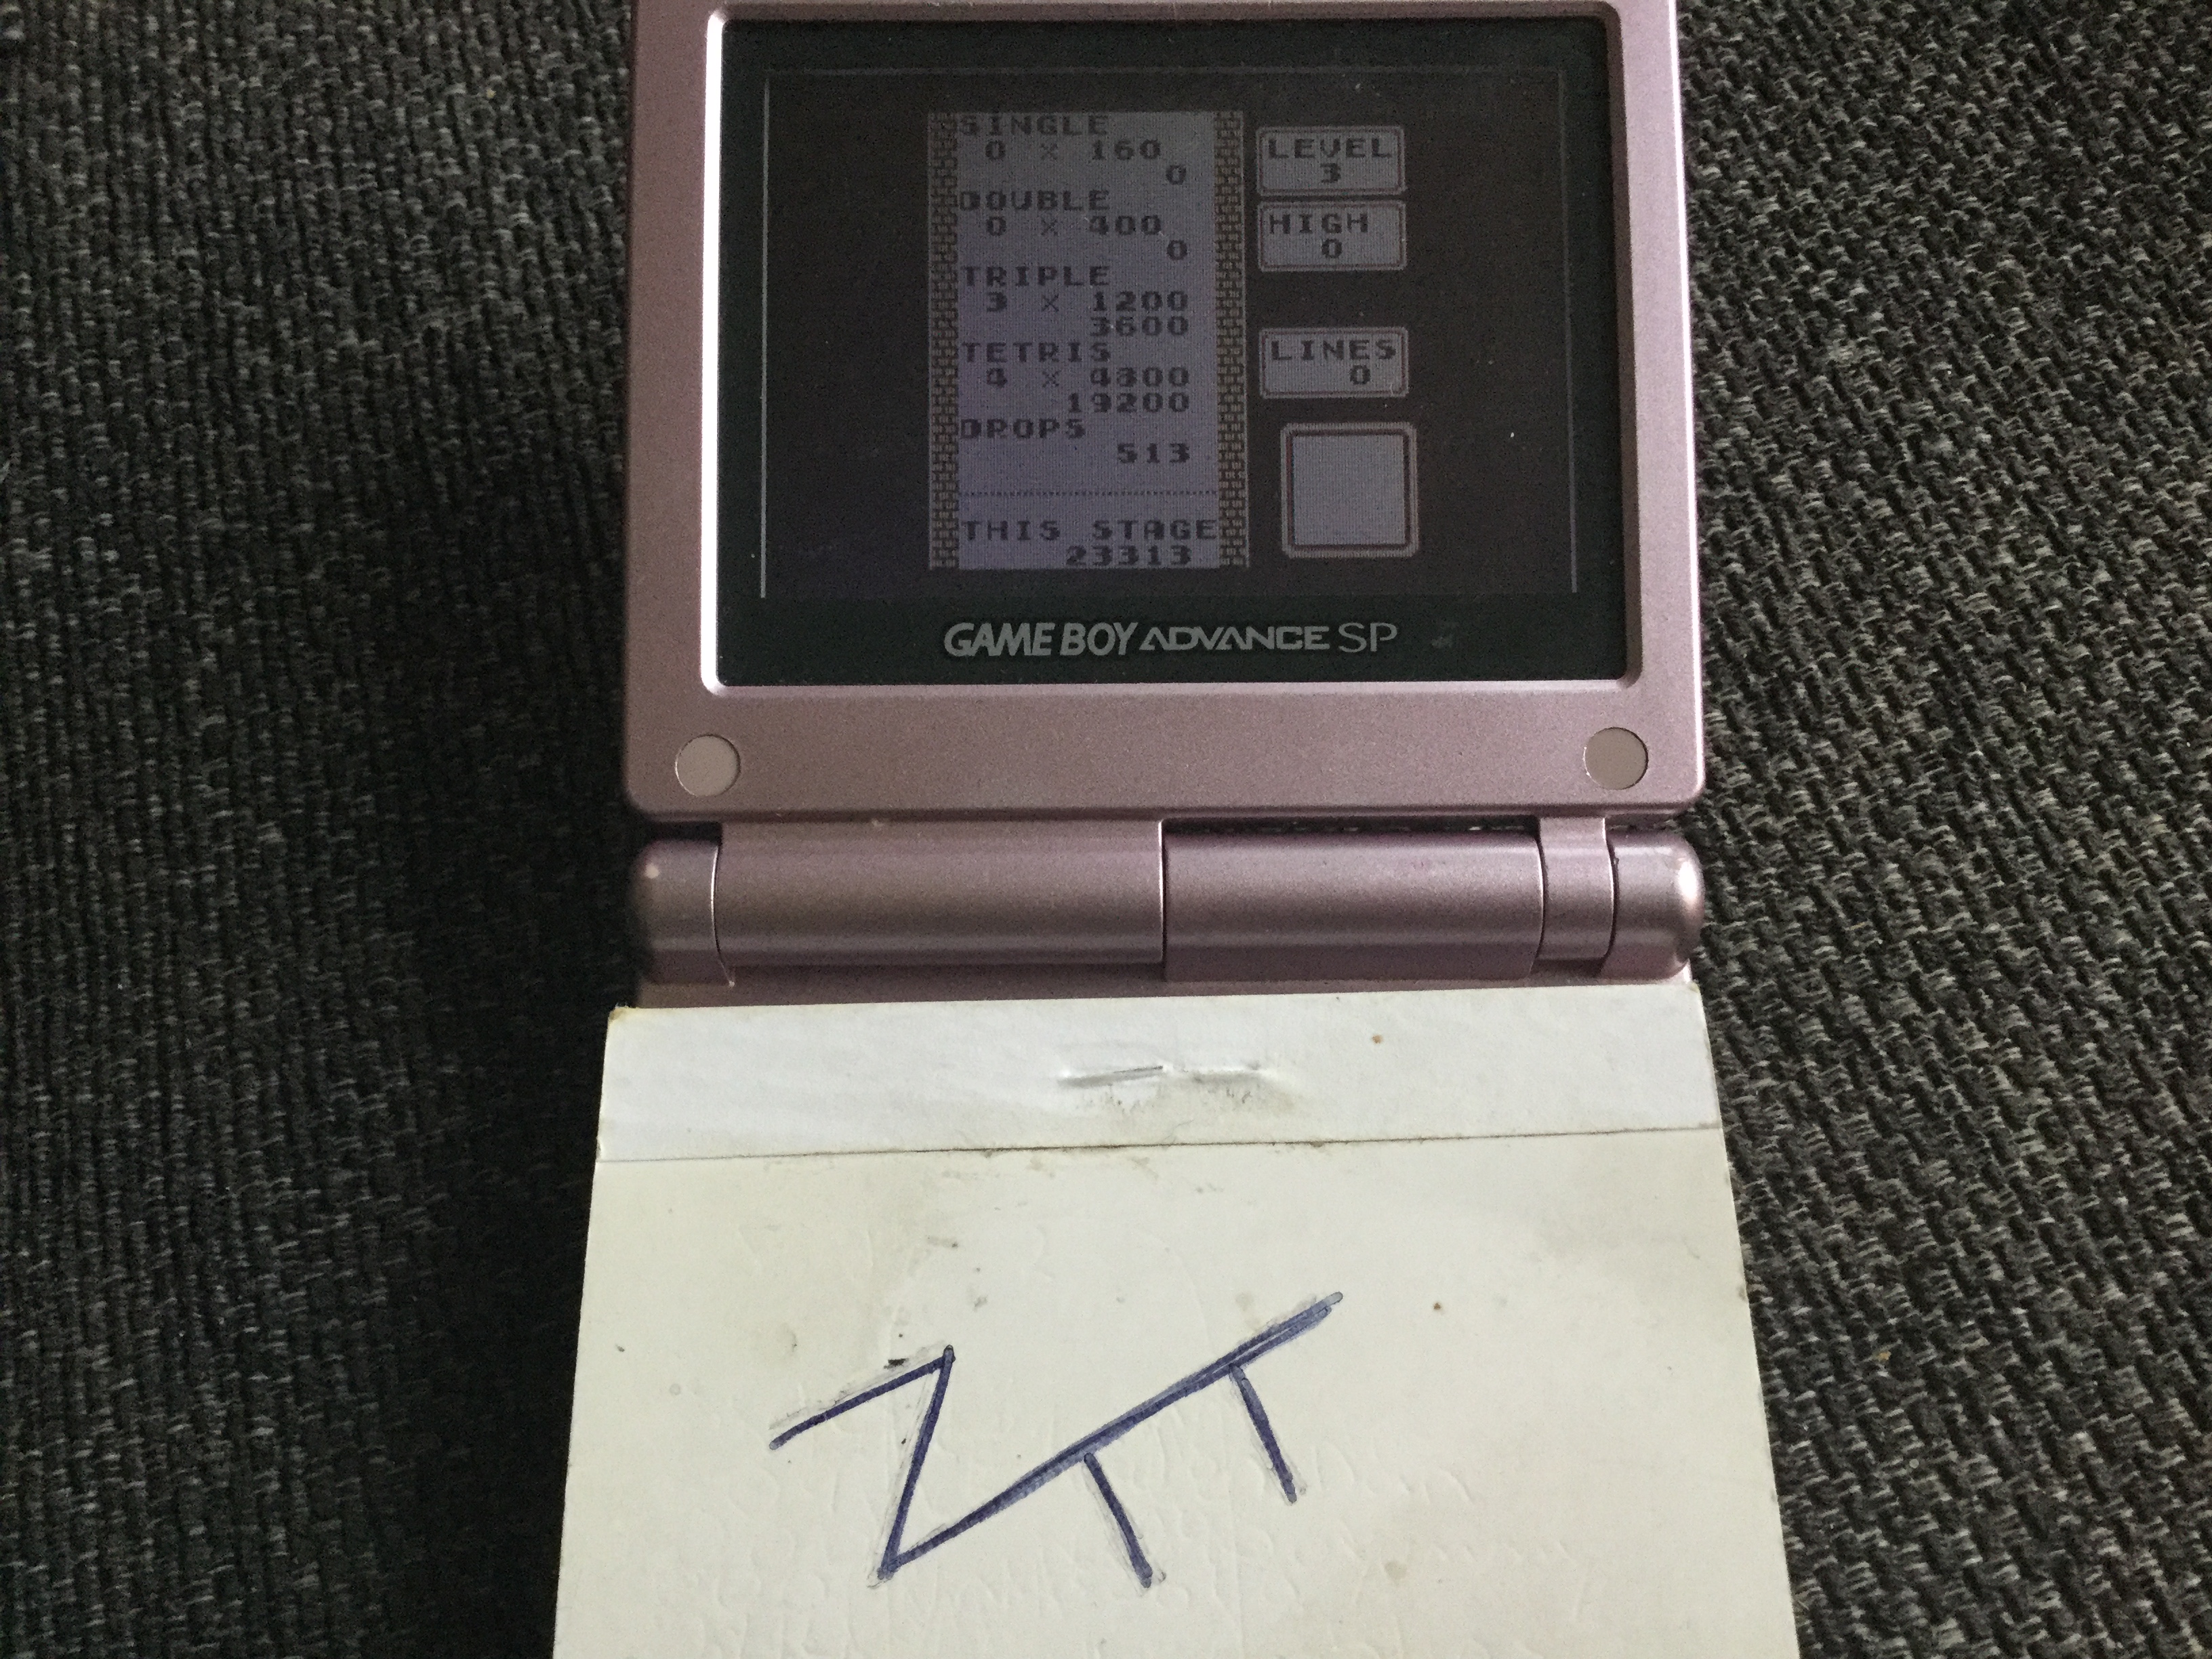 SINGLE
0 × 160
0
DOUBLE
0 × 400
0
TRIPLE
3 × 1200
3600
TETRIS
4 × 4800
19200
DROPS
513
THIS STAGE
23313
LEVEL
3
HIGH
0
LINES
0
GAME BOY ADVANCE SP
ZTT